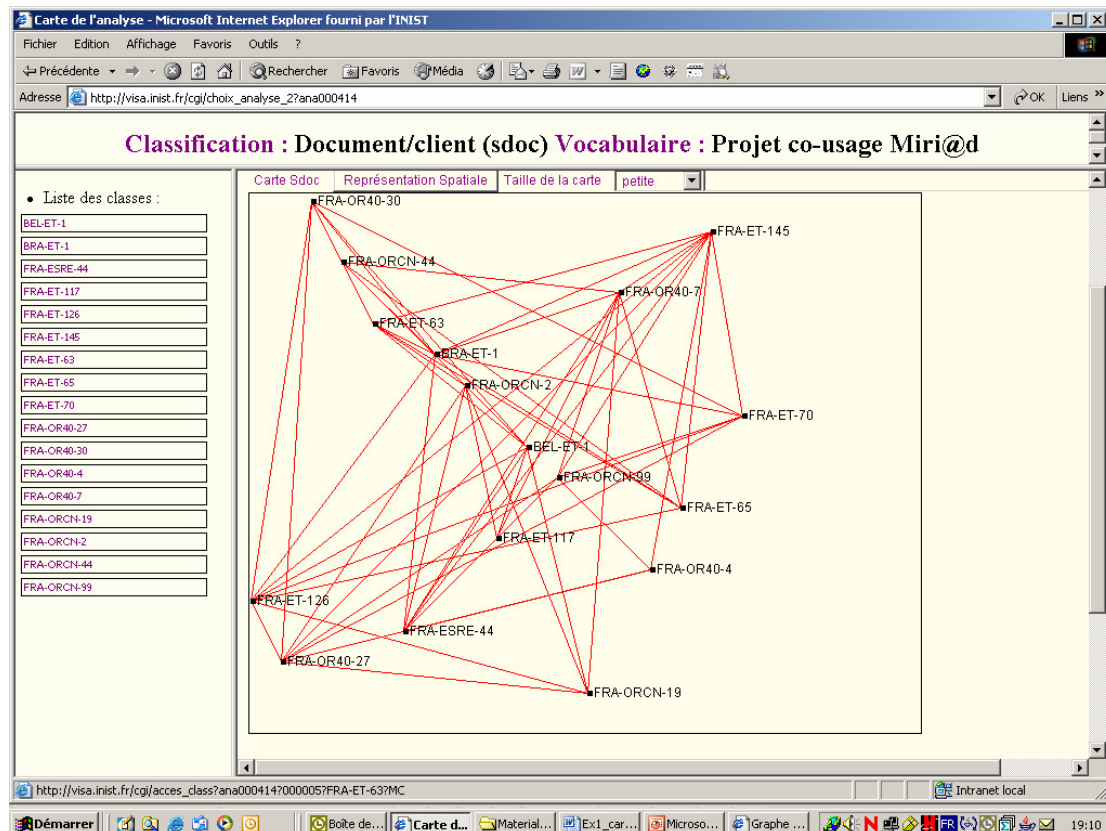 Carte de l'analyse - Microsoft Internet Explorer fourni par l'INIST
Fichier Edition Affichage Favoris Outils ?
Précédente Rechercher Favoris Média
Adresse http://visa.inist.fr/cgi/choix_analyse_2?ana000414 OK Liens »
Classification : Document/client (sdoc) Vocabulaire : Projet co-usage Miri@d
Liste des classes :
BEL-ET-1
BRA-ET-1
FRA-ESRE-44
FRA-ET-117
FRA-ET-126
FRA-ET-145
FRA-ET-63
FRA-ET-65
FRA-ET-70
FRA-OR40-27
FRA-OR40-30
FRA-OR40-4
FRA-OR40-7
FRA-ORCN-19
FRA-ORCN-2
FRA-ORCN-44
FRA-ORCN-99
Carte Sdoc Représentation Spatiale Taille de la carte petite
FRA-OR40-30
FRA-ET-145
FRA-ORCN-44
FRA-OR40-7
FRA-ET-63
BRA-ET-1
FRA-ORCN-2
FRA-ET-70
BEL-ET-1
FRA-ORCN-99
FRA-ET-65
FRA-ET-117
FRA-OR40-4
FRA-ET-126
FRA-ESRE-44
FRA-OR40-27
FRA-ORCN-19
http://visa.inist.fr/cgi/acces_class?ana000414?000005?FRA-ET-63?MC Intranet local
Démarrer Boîte de... Carte d... Material... Ex1_car... Microso... Graphe ... FR 19:10